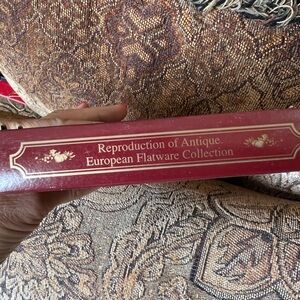 Reproduction of Antique
European Flatware Collection